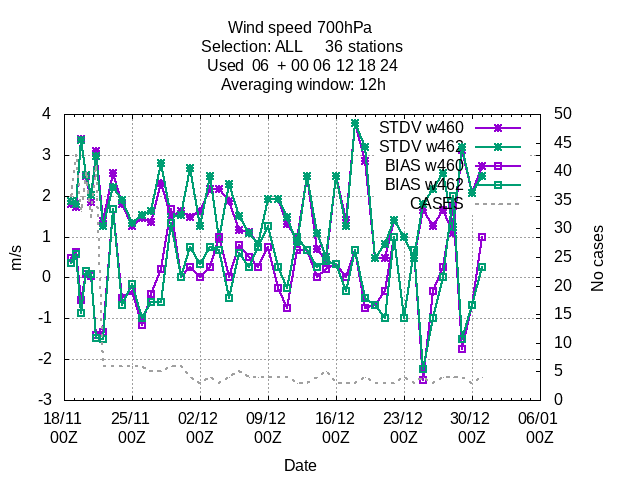 Wind speed 700hPa
Selection: ALL 36 stations
Used 06 + 00 06 12 18 24
Averaging window: 12h
4
3
2
1
0
-1
-2
-3
m/s
50
45
40
35
30
25
20
15
10
5
0
No cases
STDV w460
STDV w462
BIAS w460
BIAS w462
CASES
18/11 25/11 02/12 09/12 16/12 23/12 30/12 06/01
00Z 00Z 00Z 00Z 00Z 00Z 00Z 00Z
Date